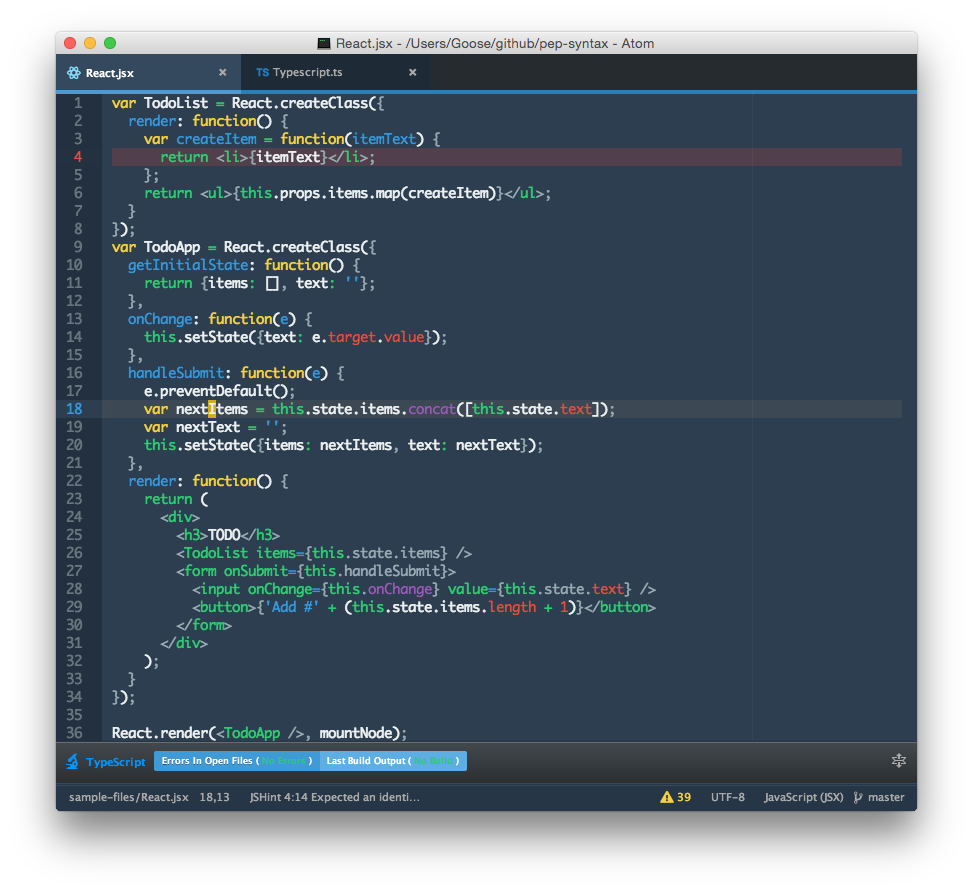 React.jsx - /Users/Goose/github/pep-syntax - Atom
React.jsx × TS Typescript.ts ×
1 var TodoList = React.createClass({
2 render: function() {
3 var createItem = function(itemText) {
4 return <li>{itemText}</li>;
5 };
6 return <ul>{this.props.items.map(createItem)}</ul>;
7 }
8 });
9 var TodoApp = React.createClass({
10 getInitialState: function() {
11 return {items: [], text: ''};
12 },
13 onChange: function(e) {
14 this.setState({text: e.target.value});
15 },
16 handleSubmit: function(e) {
17 e.preventDefault();
18 var nextItems = this.state.items.concat([this.state.text]);
19 var nextText = '';
20 this.setState({items: nextItems, text: nextText});
21 },
22 render: function() {
23 return (
24 <div>
25 <h3>TODO</h3>
26 <TodoList items={this.state.items} />
27 <form onSubmit={this.handleSubmit}>
28 <input onChange={this.onChange} value={this.state.text} />
29 <button>{'Add #' + (this.state.items.length + 1)}</button>
30 </form>
31 </div>
32 );
33 }
34 });
35
36 React.render(<TodoApp />, mountNode);
TypeScript Errors In Open Files ( No Errors ) Last Build Output ( No Builds )
sample-files/React.jsx 18,13 JSHint 4:14 Expected an identi… 39 UTF-8 JavaScript (JSX) master